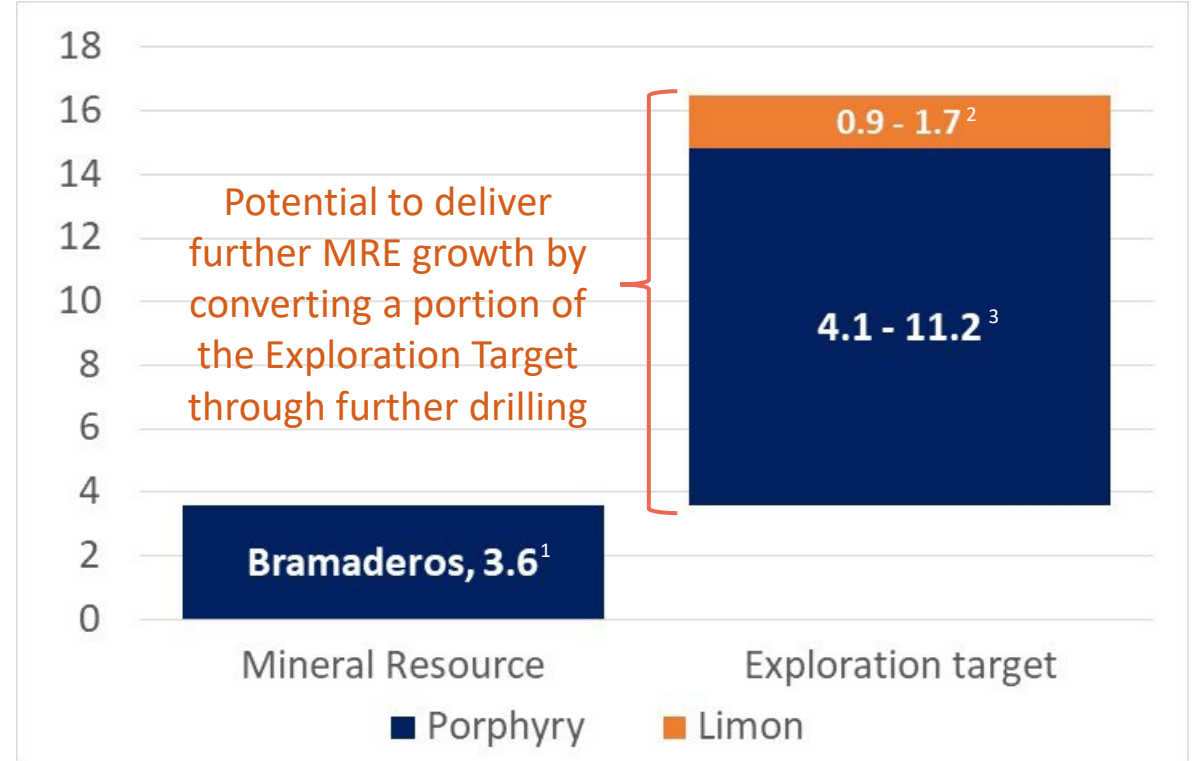 18
16
14
12
10
8
6
4
2
0
Potential to deliver
further MRE growth by
converting a portion of
the Exploration Target
through further drilling
0.9 - 1.7 ²
4.1 - 11.2 ³
Bramaderos, 3.6¹
Mineral Resource Exploration target
Porphyry Limon